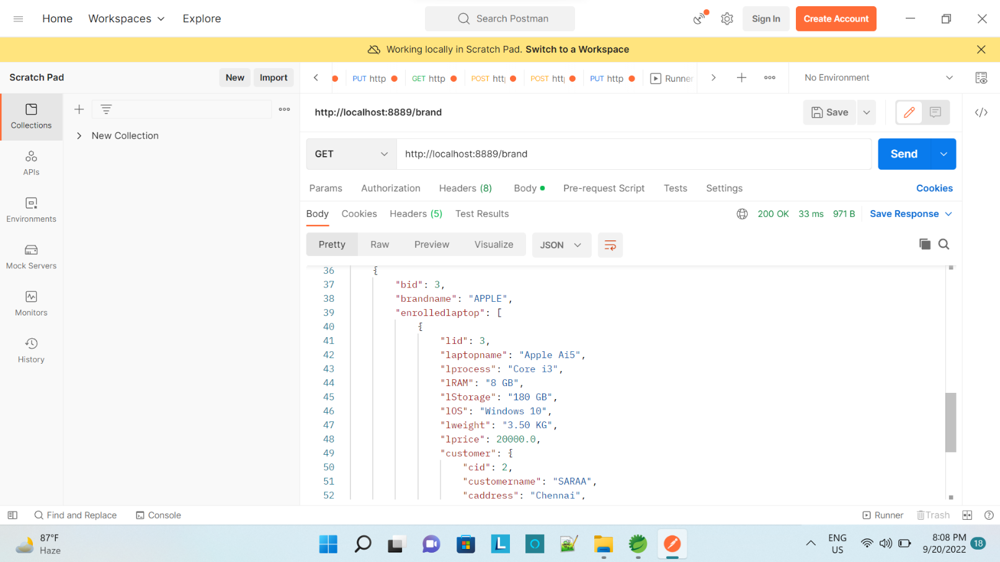 Home Workspaces Explore Search Postman Sign In Create Account
Working locally in Scratch Pad. Switch to a Workspace
Scratch Pad New Import PUT http GET http POST htt POST htt PUT http Runner No Environment
Collections
New Collection
APIs
Environments
Mock Servers
Monitors
History
http://localhost:8889/brand Save </>
GET http://localhost:8889/brand Send
Params Authorization Headers (8) Body Pre-request Script Tests Settings Cookies
Body Cookies Headers (5) Test Results 200 OK 33 ms 971 B Save Response
Pretty Raw Preview Visualize JSON
36 {
37 "bid": 3,
38 "brandname": "APPLE",
39 "enrolledlaptop": [
40 {
41 "lid": 3,
42 "laptopname": "Apple Ai5",
43 "lprocess": "Core i3",
44 "lRAM": "8 GB",
45 "lStorage": "180 GB",
46 "lOS": "Windows 10",
47 "lweight": "3.50 KG",
48 "lprice": 20000.0,
49 "customer": {
50 "cid": 2,
51 "customername": "SARAA",
52 "caddress": "Chennai",
Find and Replace Console Runner Trash
87°F
Haze
L
ENG
US
8:08 PM
9/20/2022
18